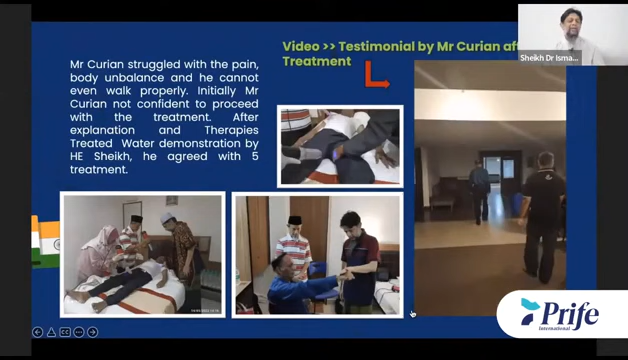 Video >> Testimonial by Mr Curian
Treatment
Sheikh Dr Isma...
Mr Curian struggled with the pain,
body unbalance and he cannot
even walk properly. Initially Mr
Curian not confident to proceed
with the treatment. After
explanation and Therapies
Treated Water demonstration by
HE Sheikh, he agreed with 5
treatment.
Prife
International
CC